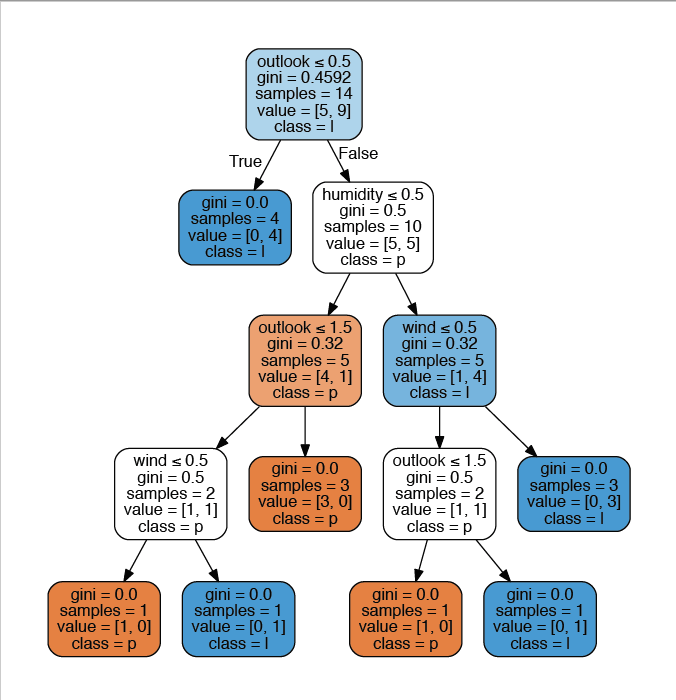 outlook ≤ 0.5
gini = 0.4592
samples = 14
value = [5, 9]
class = l
True
False
gini = 0.0
samples = 4
value = [0, 4]
class = l
humidity ≤ 0.5
gini = 0.5
samples = 10
value = [5, 5]
class = p
outlook ≤ 1.5
gini = 0.32
samples = 5
value = [4, 1]
class = p
wind ≤ 0.5
gini = 0.32
samples = 5
value = [1, 4]
class = l
wind ≤ 0.5
gini = 0.5
samples = 2
value = [1, 1]
class = p
gini = 0.0
samples = 3
value = [3, 0]
class = p
outlook ≤ 1.5
gini = 0.5
samples = 2
value = [1, 1]
class = p
gini = 0.0
samples = 3
value = [0, 3]
class = l
gini = 0.0
samples = 1
value = [1, 0]
class = p
gini = 0.0
samples = 1
value = [0, 1]
class = l
gini = 0.0
samples = 1
value = [1, 0]
class = p
gini = 0.0
samples = 1
value = [0, 1]
class = l